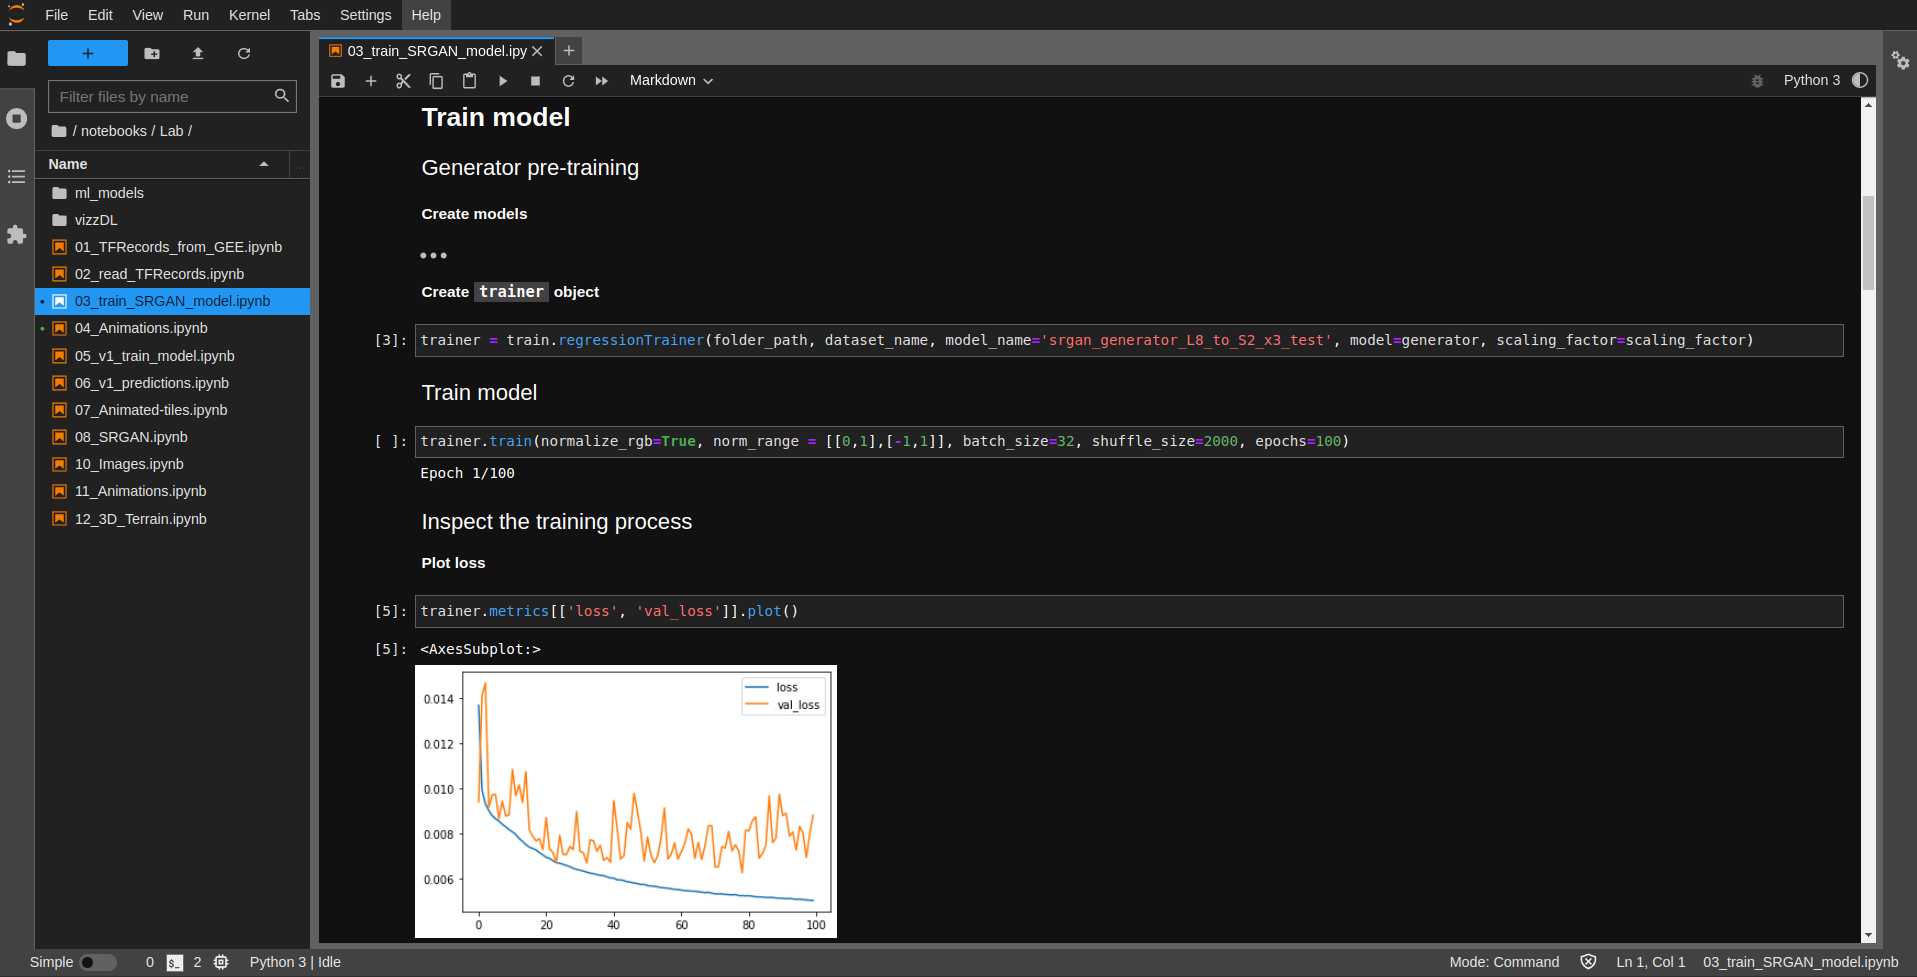 File Edit View Run Kernel Tabs Settings Help
Filter files by name
/ notebooks / Lab /
Name
ml_models
vizzDL
01_TFRecords_from_GEE.ipynb
02_read_TFRecords.ipynb
03_train_SRGAN_model.ipynb
04_Animations.ipynb
05_v1_train_model.ipynb
06_v1_predictions.ipynb
07_Animated-tiles.ipynb
08_SRGAN.ipynb
10_Images.ipynb
11_Animations.ipynb
12_3D_Terrain.ipynb
03_train_SRGAN_model.ipy
Markdown
Python 3
Train model
Generator pre-training
Create models
Create trainer object
[3]: trainer = train.regressionTrainer(folder_path, dataset_name, model_name='srgan_generator_L8_to_S2_x3_test', model=generator, scaling_factor=scaling_factor)
Train model
[ ]: trainer.train(normalize_rgb=True, norm_range = [[0,1],[-1,1]], batch_size=32, shuffle_size=2000, epochs=100)
Epoch 1/100
Inspect the training process
Plot loss
[5]: trainer.metrics[['loss', 'val_loss']].plot()
[5]: <AxesSubplot:>
loss
val_loss
0.014
0.012
0.010
0.008
0.006
0 20 40 60 80 100
Simple 0 $_ 2 Python 3 | Idle Mode: Command Ln 1, Col 1 03_train_SRGAN_model.ipynb